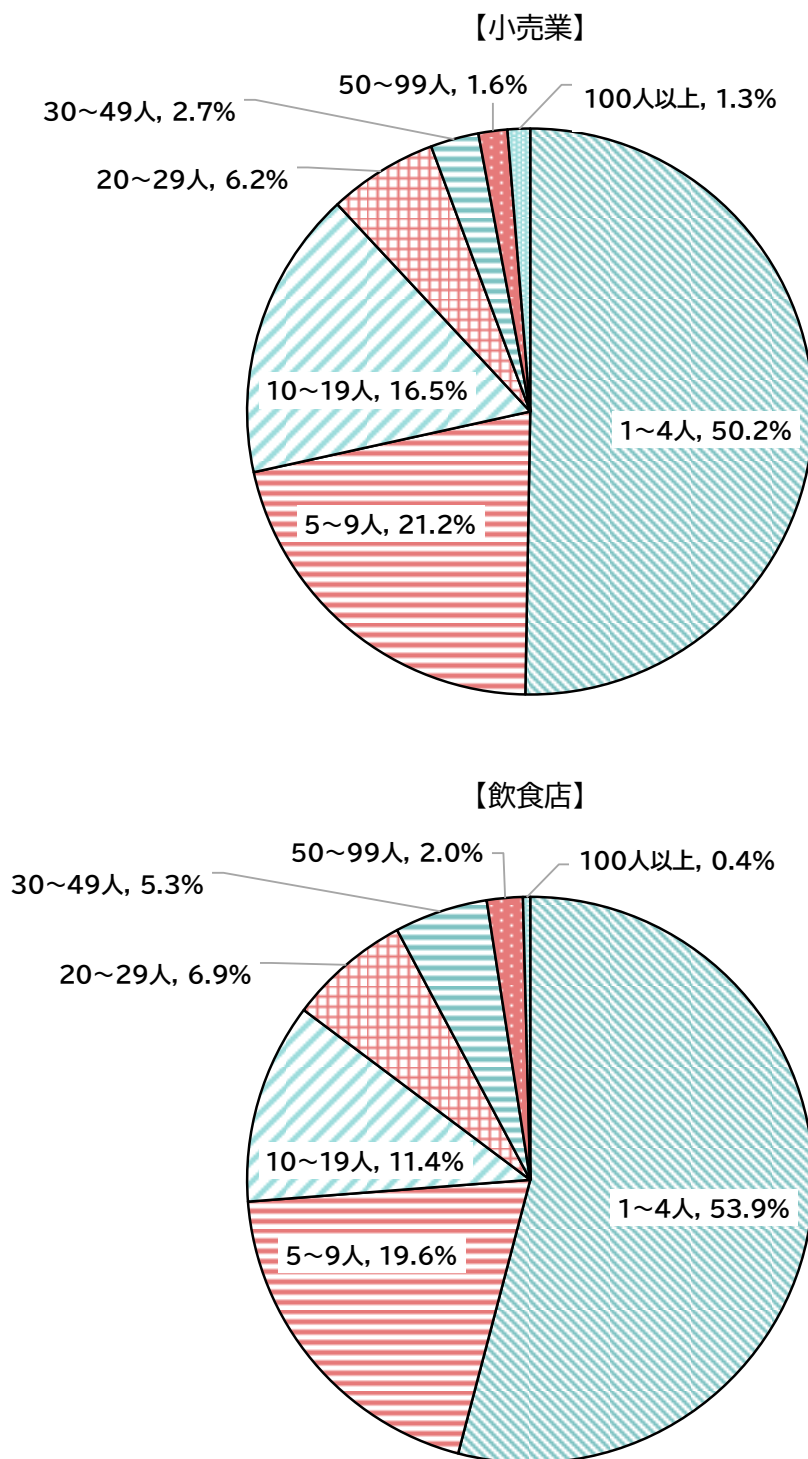 【小売業】
50～99人, 1.6%
100人以上, 1.3%
30～49人, 2.7%
20～29人, 6.2%
10～19人, 16.5%
1～4人, 50.2%
5～9人, 21.2%
【飲食店】
50～99人, 2.0%
100人以上, 0.4%
30～49人, 5.3%
20～29人, 6.9%
10～19人, 11.4%
1～4人, 53.9%
5～9人, 19.6%